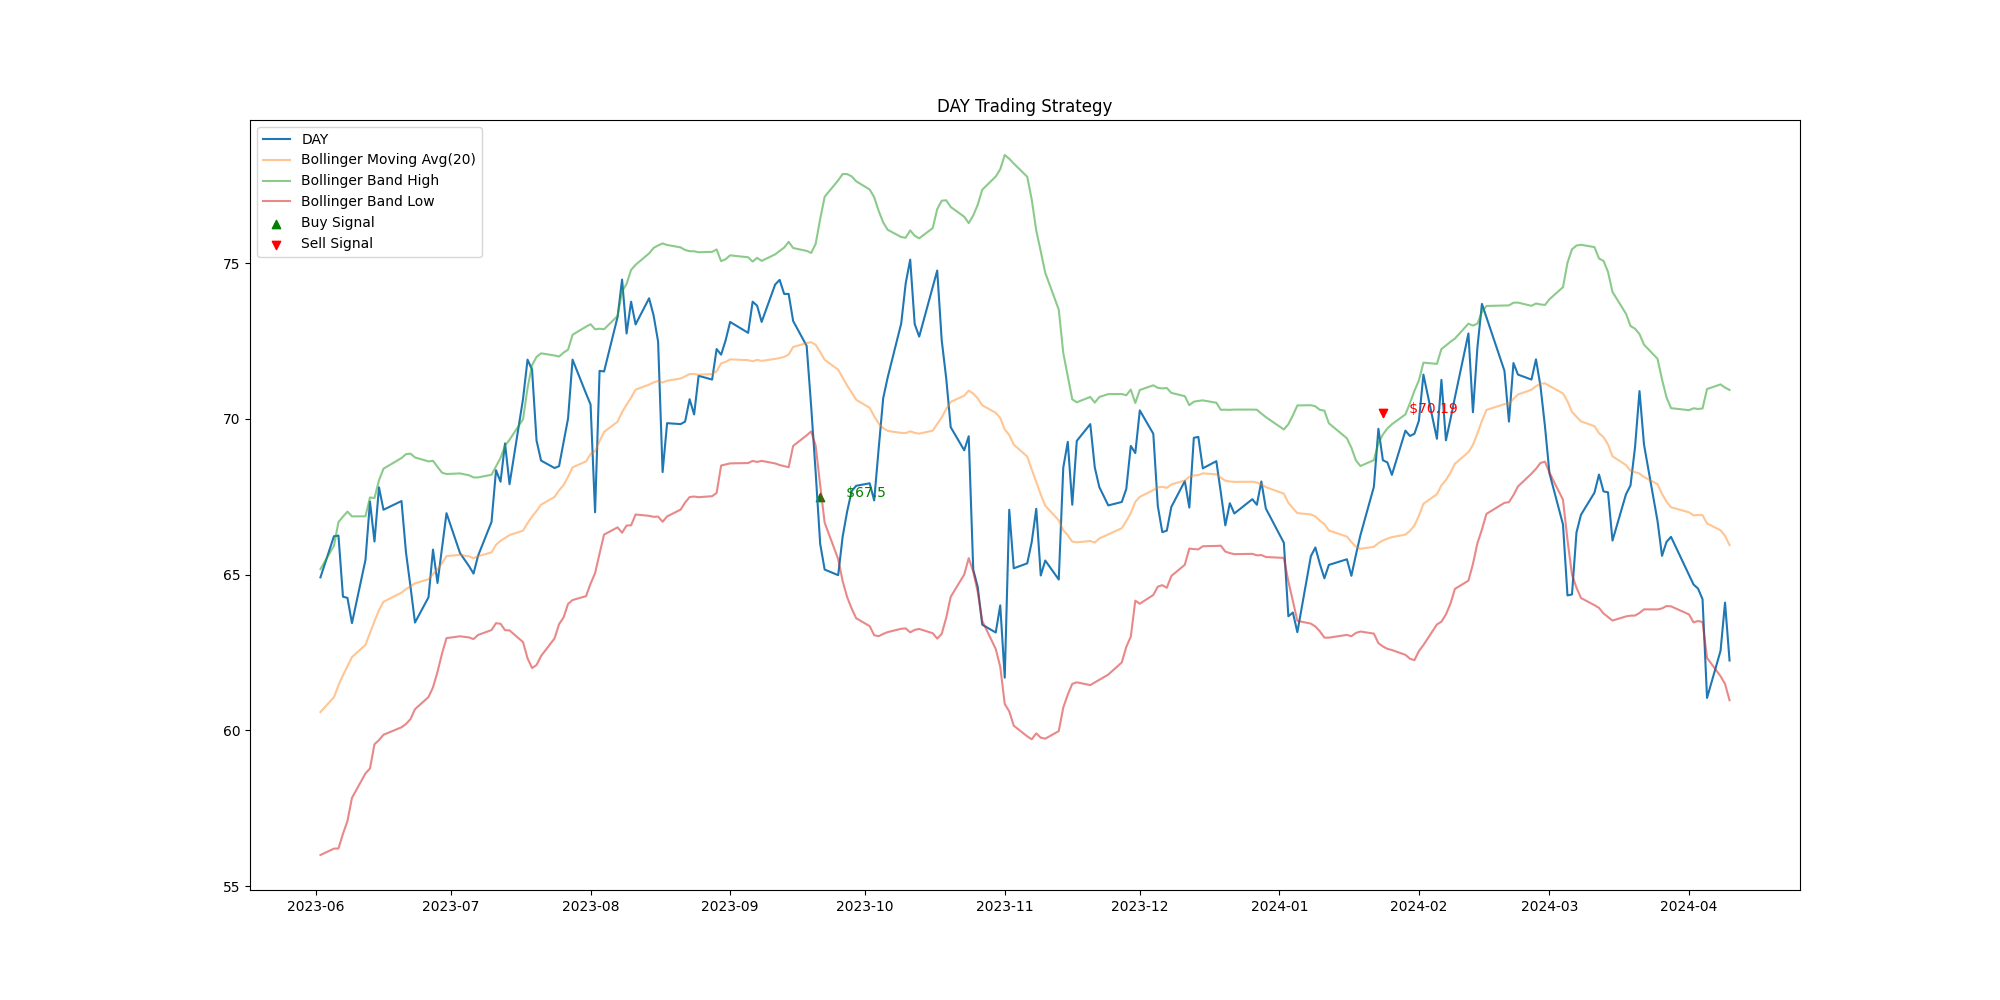 DAY Trading Strategy
DAY
Bollinger Moving Avg(20)
Bollinger Band High
Bollinger Band Low
Buy Signal
Sell Signal
75
70
65
60
55
$67.5
$70.19
2023-06 2023-07 2023-08 2023-09 2023-10 2023-11 2023-12 2024-01 2024-02 2024-03 2024-04